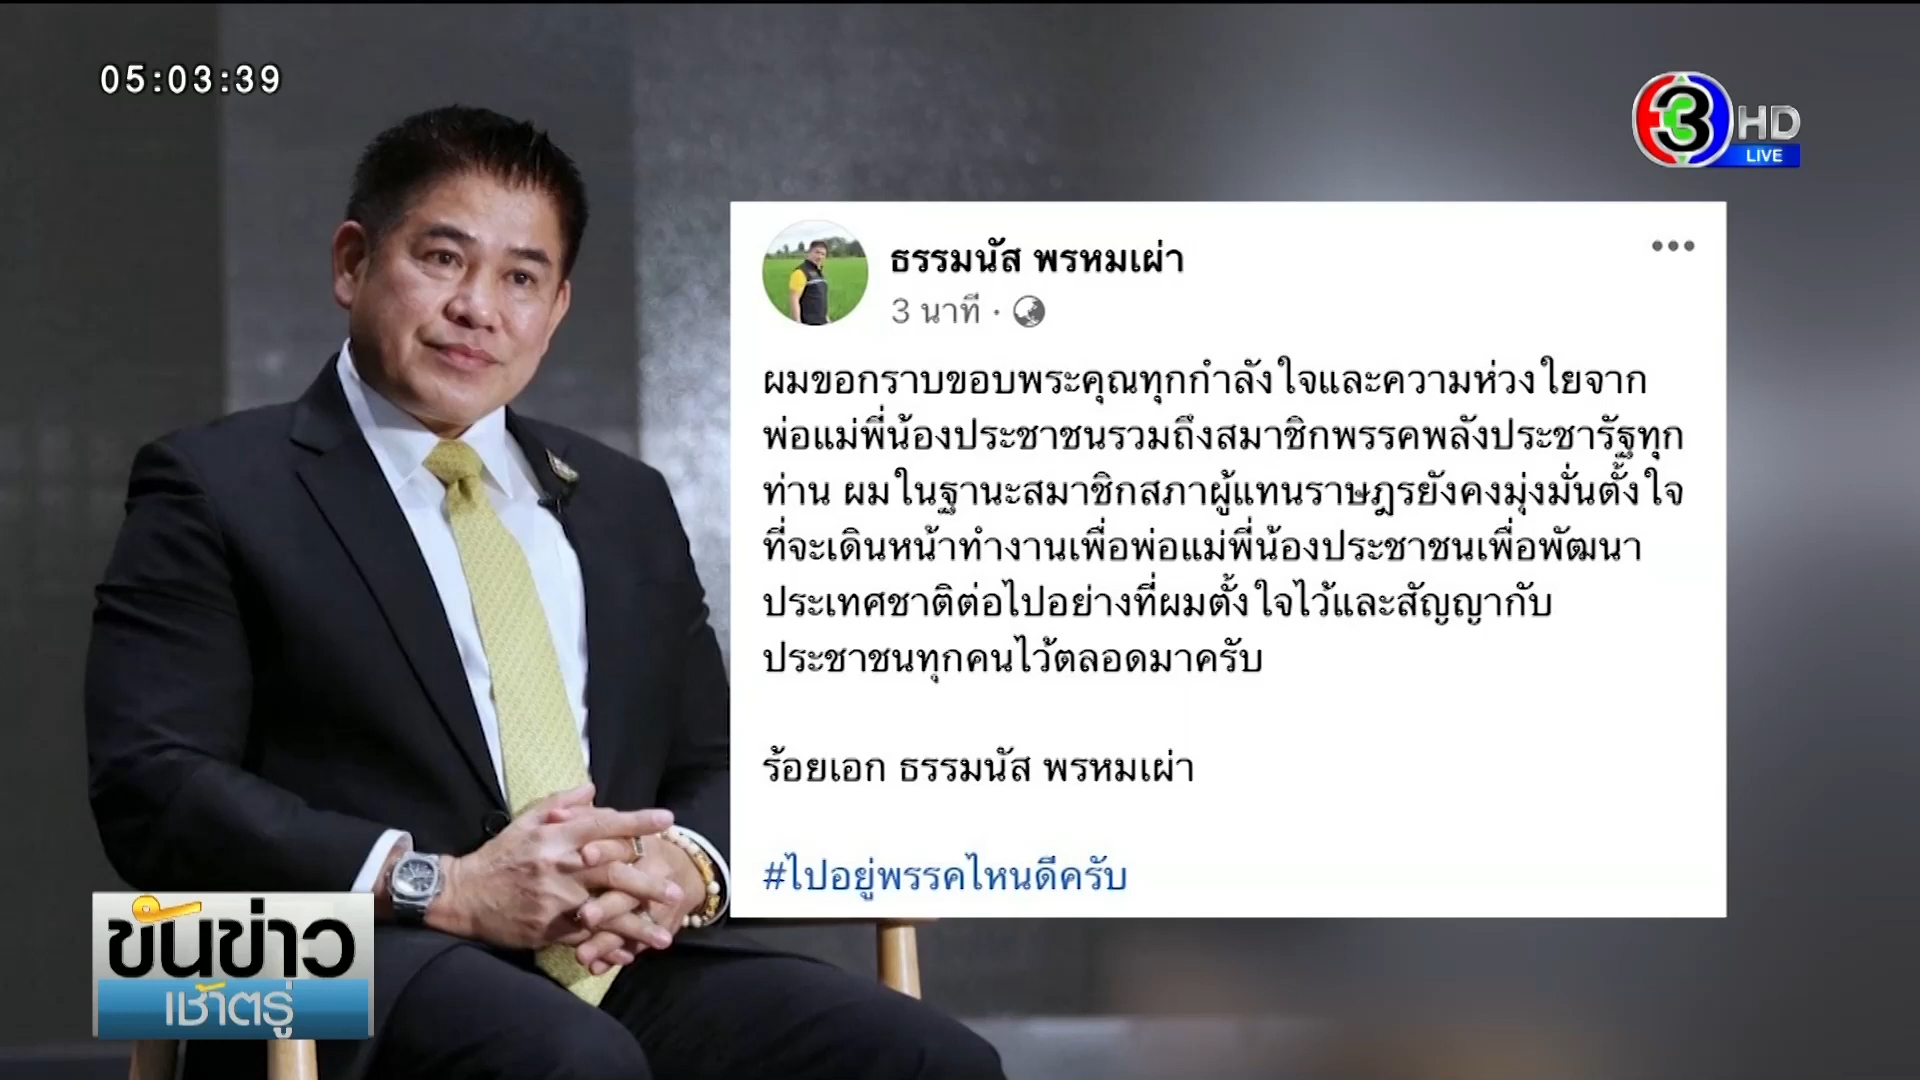 05:03:39
3 HD
LIVE
ธรรมนัส พรหมเผ่า
3 นาที ·
ผมขอกราบขอบพระคุณทุกกำลังใจและความห่วงใยจาก
พ่อแม่พี่น้องประชาชนรวมถึงสมาชิกพรรคพลังประชารัฐทุก
ท่าน ผมในฐานะสมาชิกสภาผู้แทนราษฎรยังคงมุ่งมั่นตั้งใจ
ที่จะเดินหน้าทำงานเพื่อพ่อแม่พี่น้องประชาชนเพื่อพัฒนา
ประเทศชาติต่อไปอย่างที่ผมตั้งใจไว้และสัญญากับ
ประชาชนทุกคนไว้ตลอดมาครับ
ร้อยเอก ธรรมนัส พรหมเผ่า
#ไปอยู่พรรคไหนดีครับ
ขันข่าว
เช้าตรู่